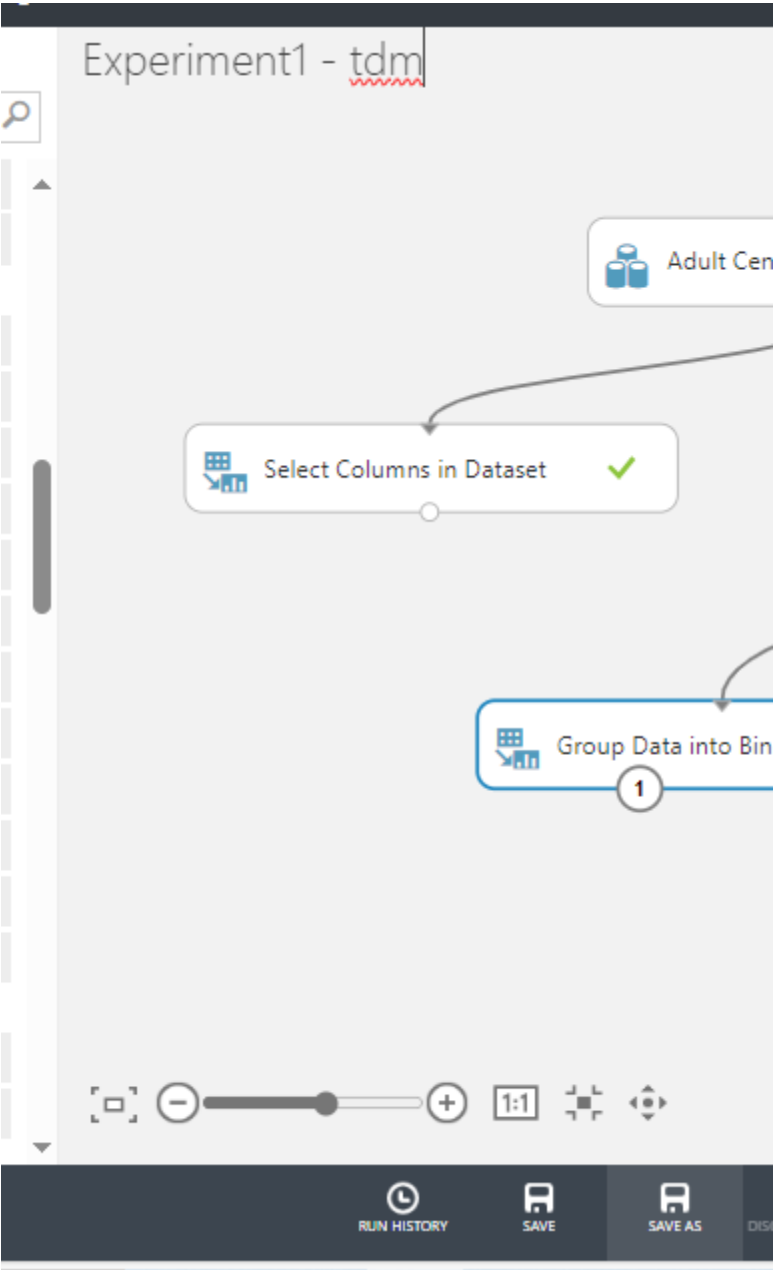 Experiment1 - tdm
Adult Cen
Select Columns in Dataset
Group Data into Bin
1
1:1
RUN HISTORY
SAVE
SAVE AS
DISC